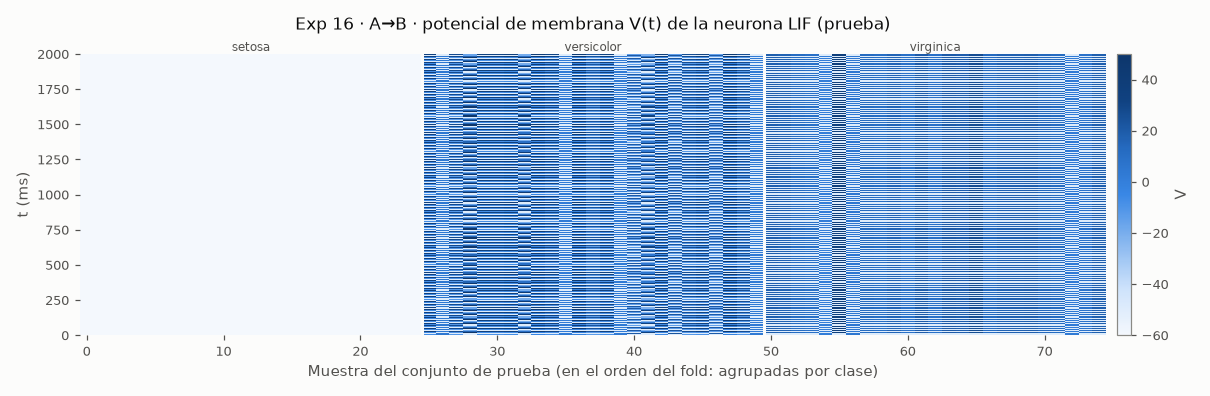 Exp 16 · A→B · potencial de membrana V(t) de la neurona LIF (prueba)
setosa versicolor virginica
2000
1750
1500
1250
1000
750
500
250
0
t (ms)
0 10 20 30 40 50 60 70
Muestra del conjunto de prueba (en el orden del fold: agrupadas por clase)
40
20
0
−20
−40
−60
V